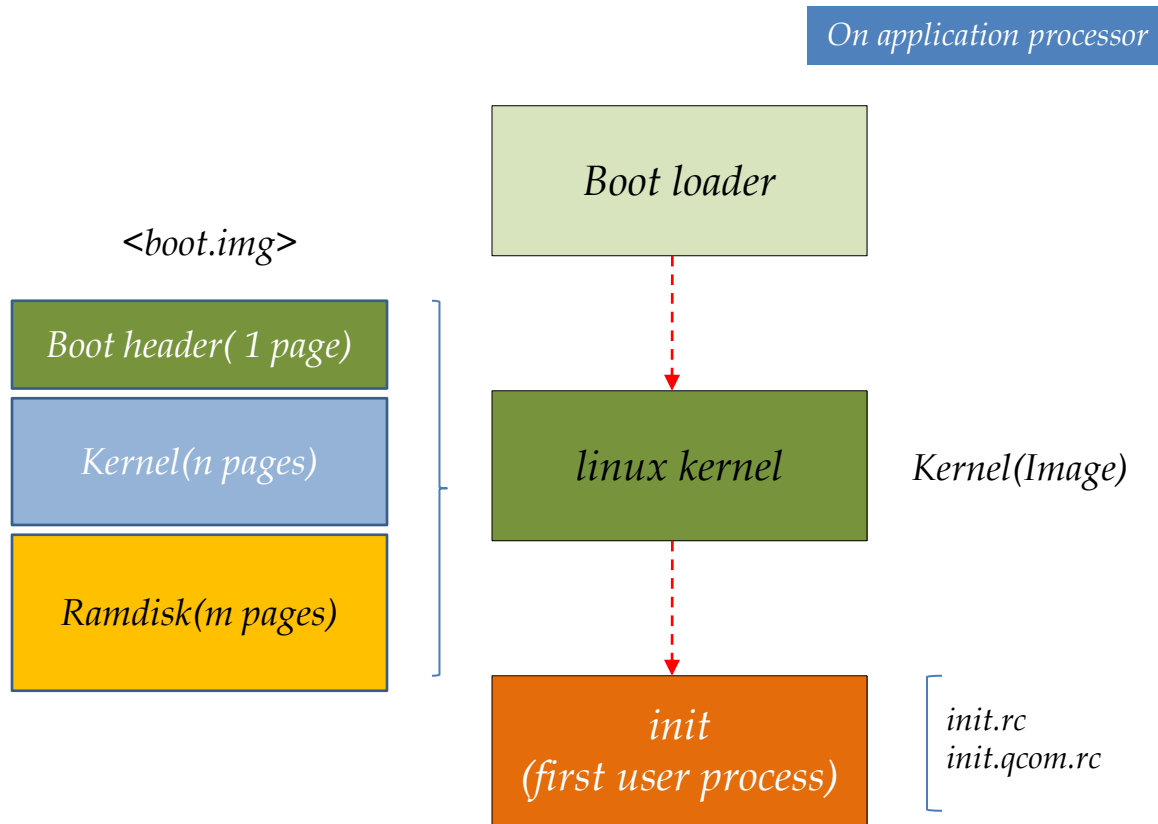 On application processor
Boot loader
<boot.img>
Boot header( 1 page)
Kernel(n pages)
Ramdisk(m pages)
linux kernel
Kernel(Image)
init
(first user process)
init.rc
init.qcom.rc